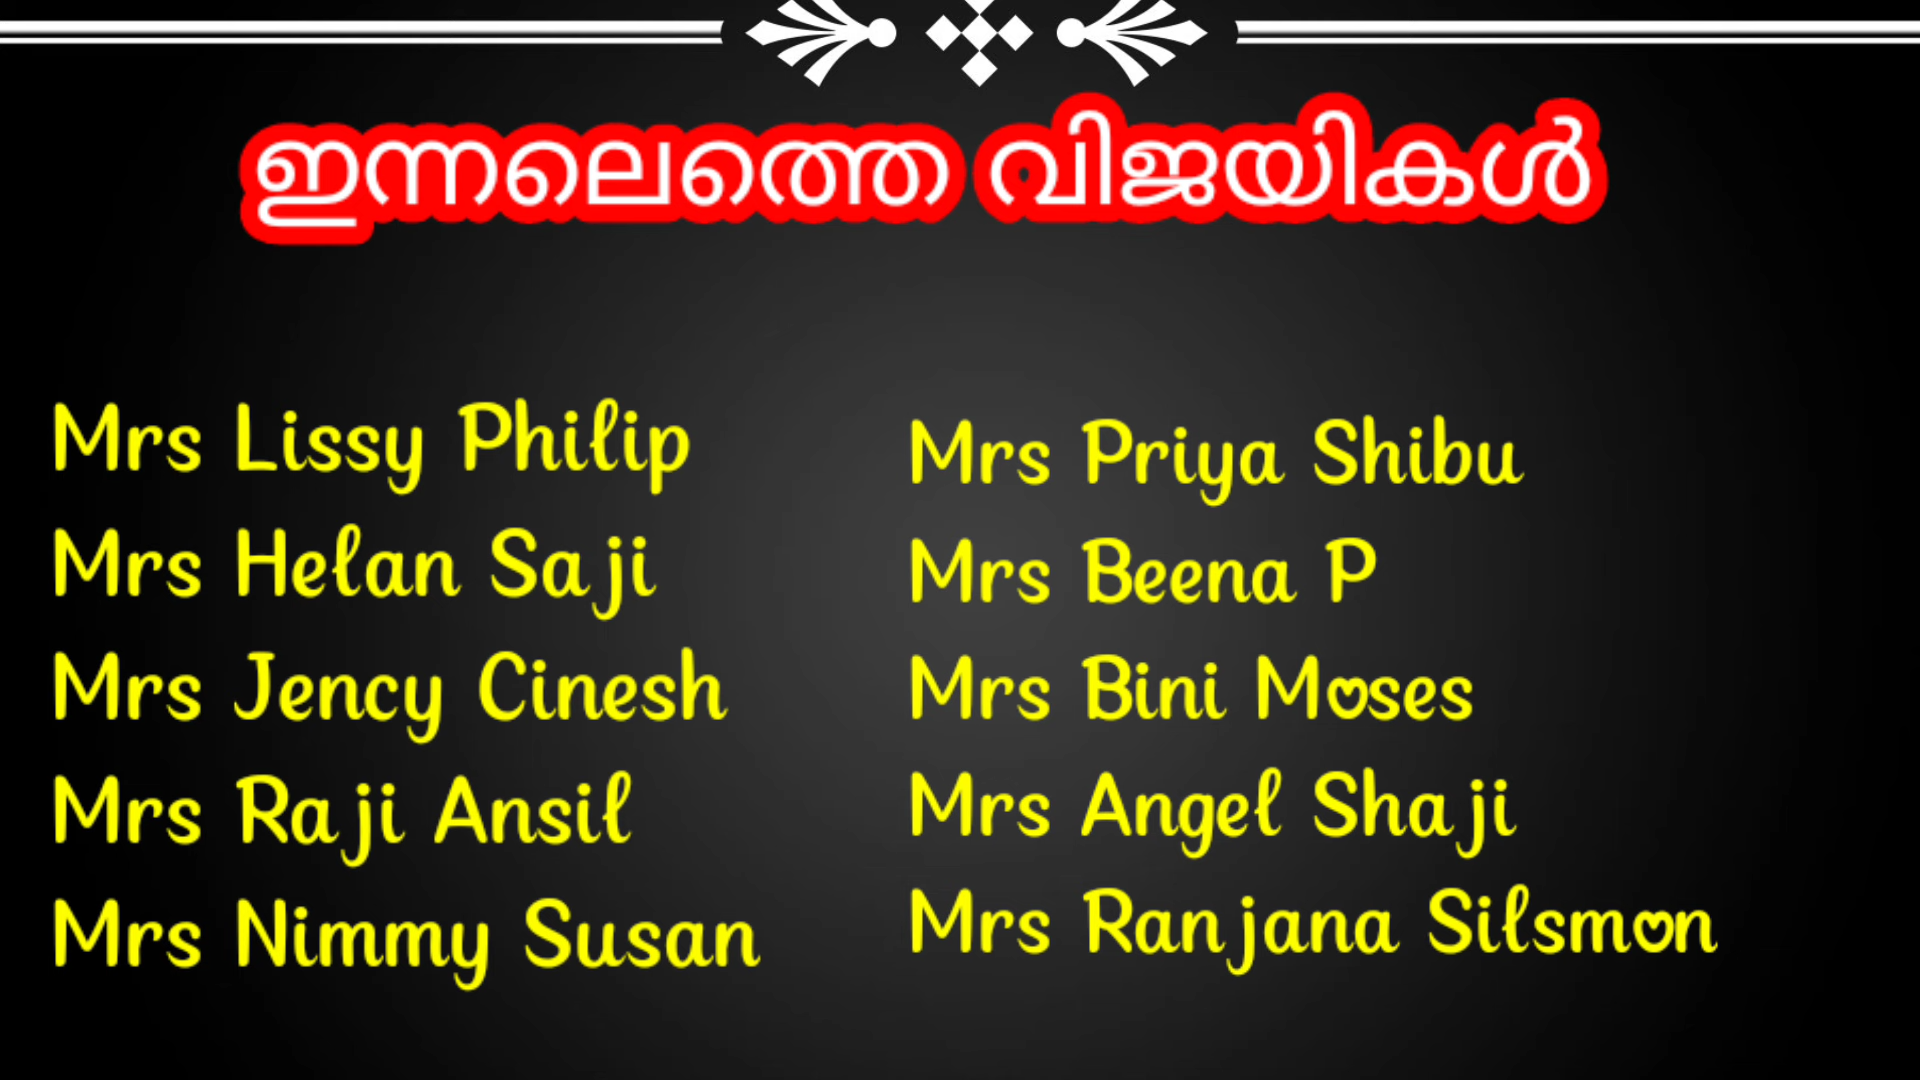 ഇന്നലെത്തെ വിജയികൾ
Mrs Lissy Philip
Mrs Helan Saji
Mrs Jency Cinesh
Mrs Raji Ansil
Mrs Nimmy Susan
Mrs Priya Shibu
Mrs Beena P
Mrs Bini Moses
Mrs Angel Shaji
Mrs Ranjana Silsmon